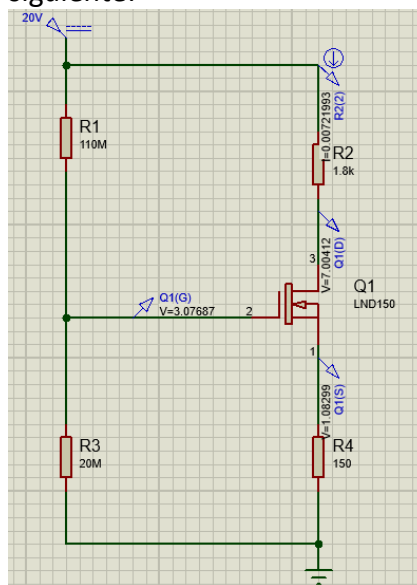 siguiente:
20V
R1
110M
I=0.00721993
R2(2)
R2
1.8k
V=7.00412
Q1(D)
3
Q1
LND150
Q1(G)
V=3.07687
2
1
V=1.08299
Q1(S)
R3
20M
R4
150